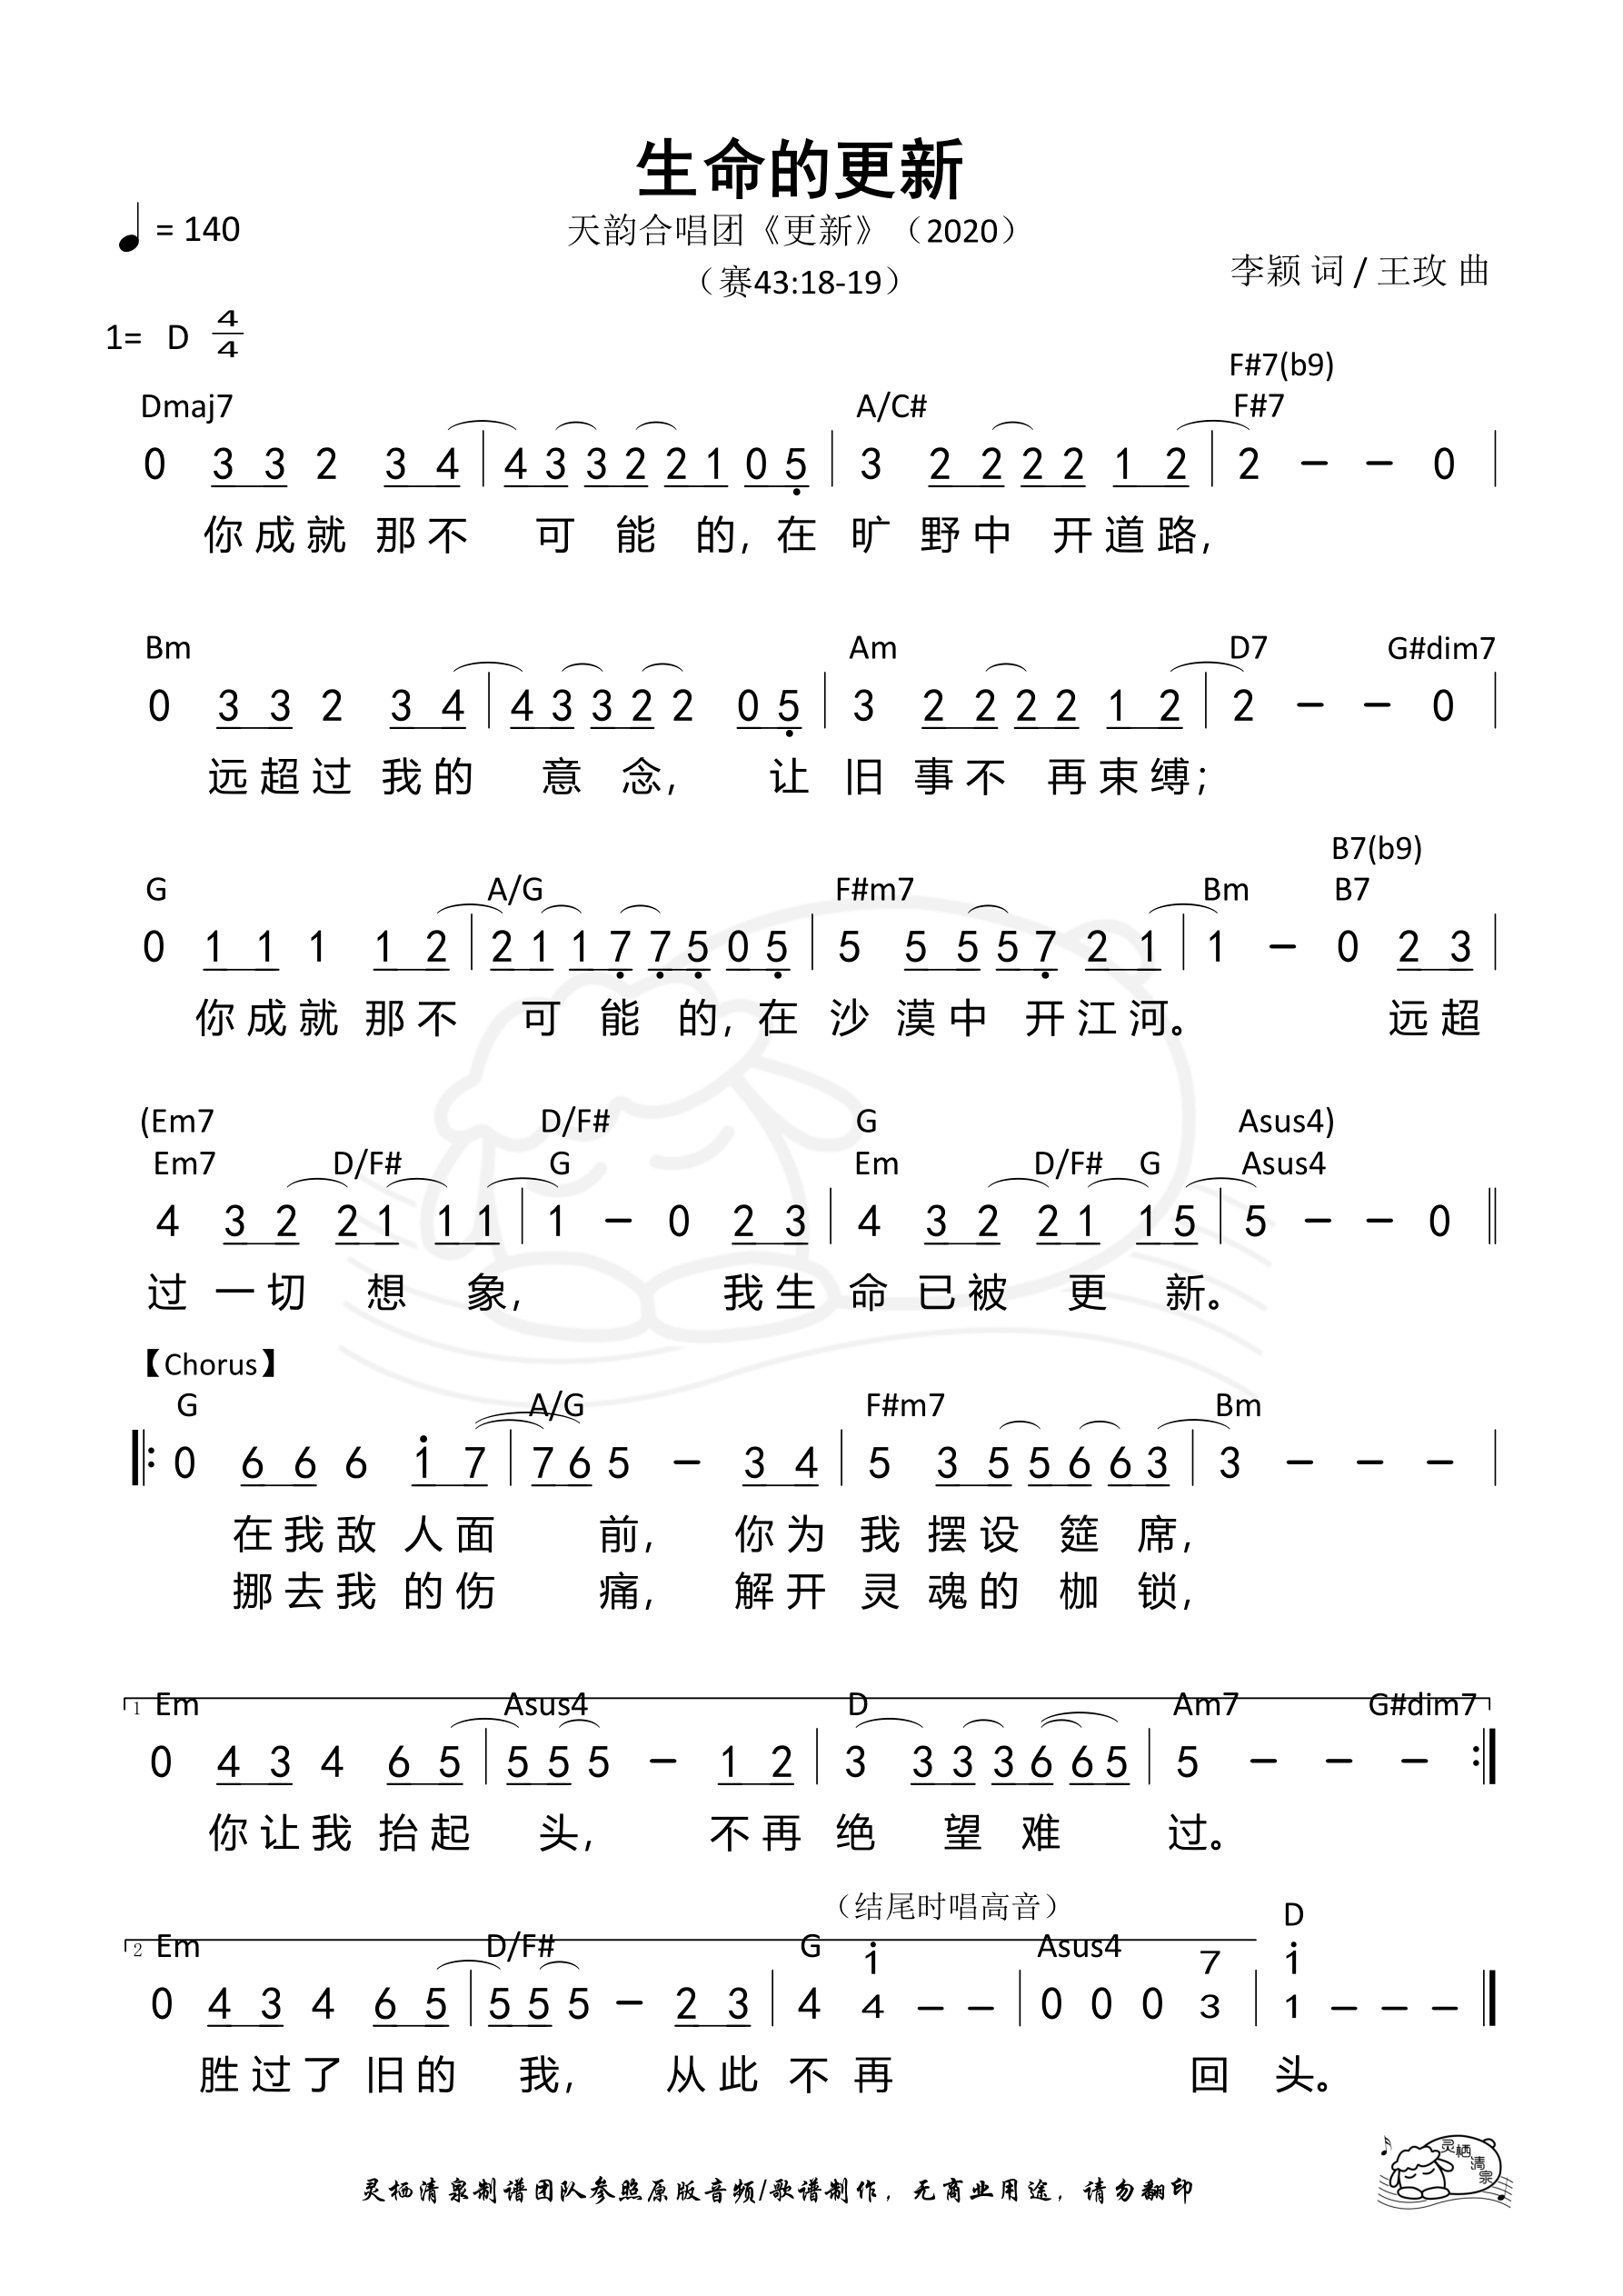 生命的更新
天韵合唱团《更新》（2020）
= 140
（赛43:18-19）
李颖 词 / 王玫 曲
1= D 4/4
F#7(b9)
Dmaj7 A/C# F#7
0 3 3 2 3 4 | 4 3 3 2 2 1 0 5 | 3 2 2 2 2 1 2 | 2 – – 0 |
你成就 那不 可 能 的, 在 旷 野中 开道路,
Bm Am D7 G#dim7
0 3 3 2 3 4 | 4 3 3 2 2 0 5 | 3 2 2 2 2 1 2 | 2 – – 0 |
远超过 我的 意 念, 让 旧 事不 再束缚;
B7(b9)
G A/G F#m7 Bm B7
0 1 1 1 1 2 | 2 1 1 7 7 5 0 5 | 5 5 5 5 7 2 1 | 1 – 0 2 3 |
你成就 那不 可 能 的, 在 沙 漠中 开江河。 远超
(Em7 D/F# G Asus4)
Em7 D/F# G Em D/F# G Asus4
4 3 2 2 1 1 1 | 1 – 0 2 3 | 4 3 2 2 1 1 5 | 5 – – 0 ‖
过 一切 想 象, 我生 命 已被 更 新。
【Chorus】
G A/G F#m7 Bm
‖: 0 6 6 6 1 7 | 7 6 5 – 3 4 | 5 3 5 5 6 6 3 | 3 – – – |
在我敌 人面 前, 你为 我 摆设 筵 席,
挪去我 的伤 痛, 解开 灵 魂的 枷 锁,
1 Em Asus4 D Am7 G#dim7
0 4 3 4 6 5 | 5 5 5 – 1 2 | 3 3 3 3 6 6 5 | 5 – – – :‖
你让我 抬起 头, 不再 绝 望 难 过。
（结尾时唱高音）
D
2 Em D/F# G Asus4
1 7 1
0 4 3 4 6 5 | 5 5 5 – 2 3 | 4 4 – – | 0 0 0 3 | 1 – – – ‖
胜过了 旧的 我, 从此 不 再 回 头。
灵栖清泉
灵栖清泉制谱团队参照原版音频/歌谱制作，无商业用途，请勿翻印